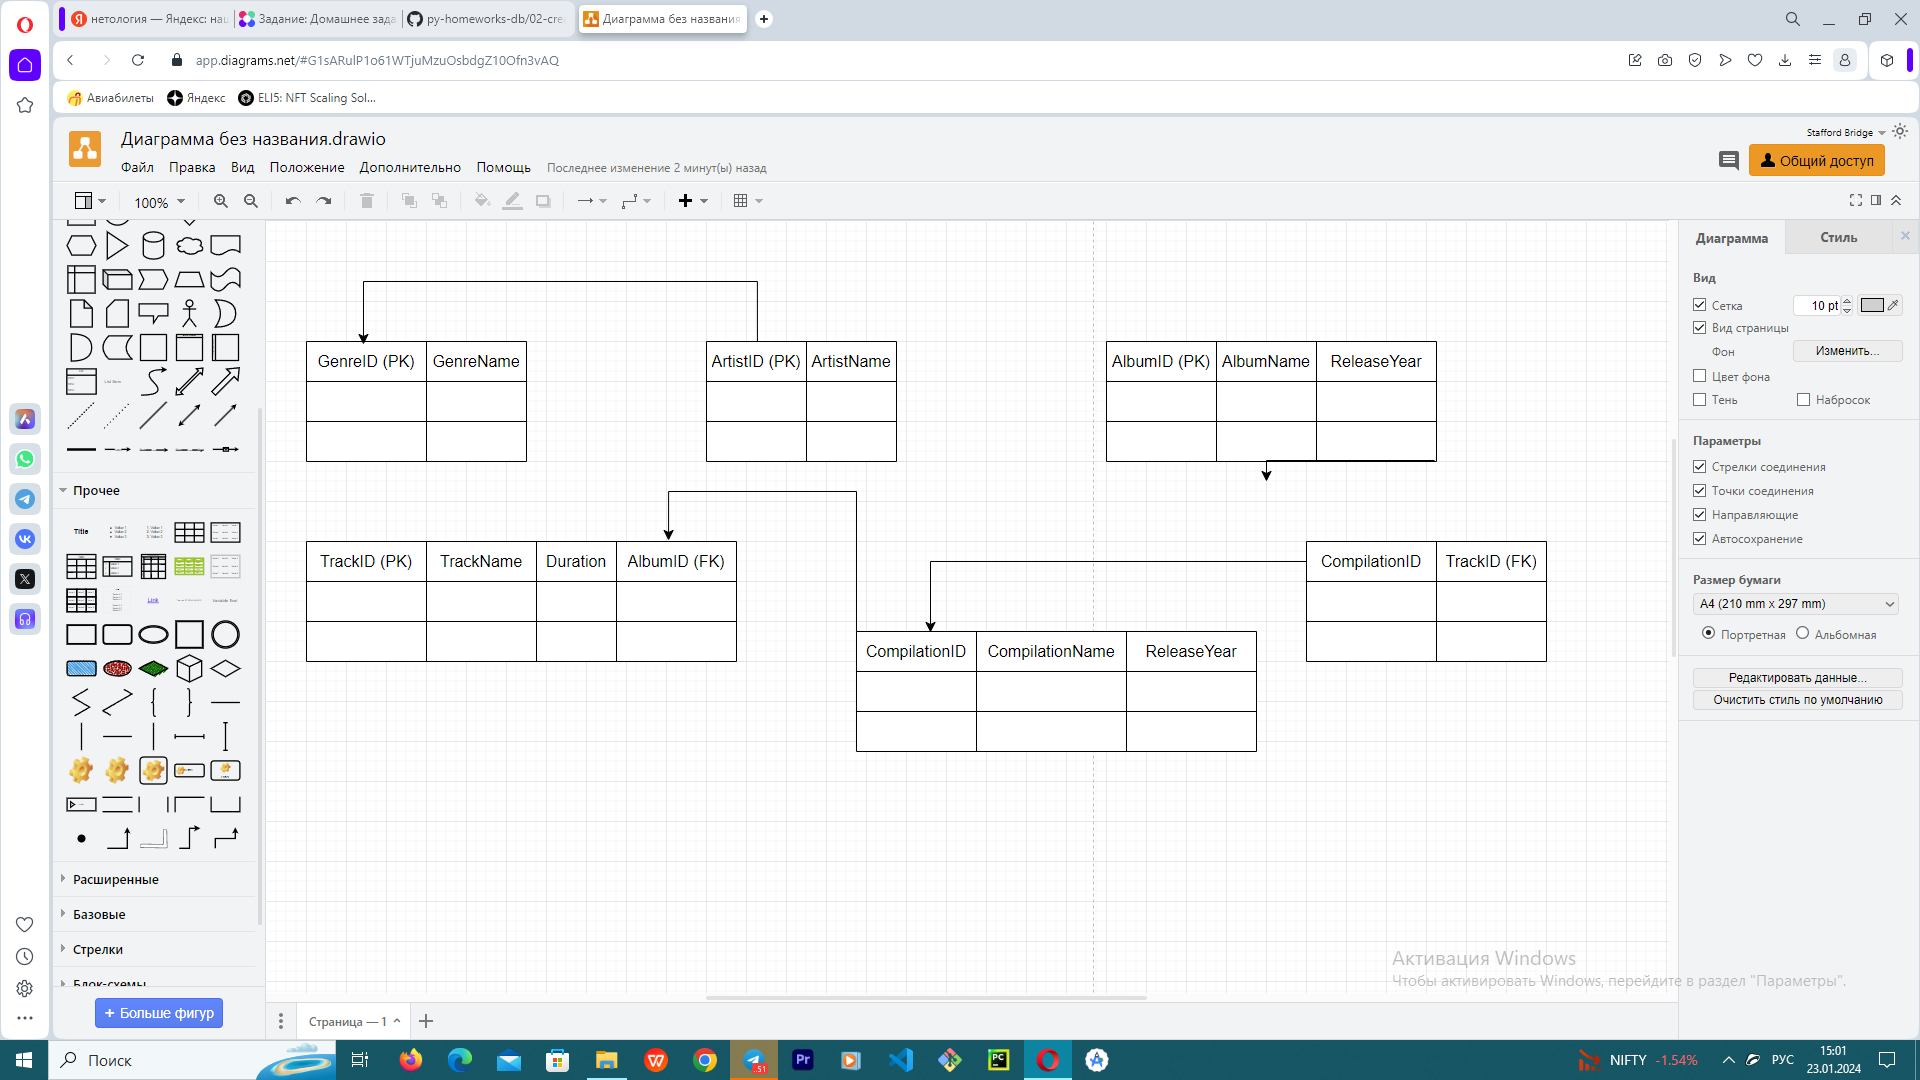 нетология — Яндекс: наш
Задание: Домашнее зада
py-homeworks-db/02-cre
Диаграмма без названия
app.diagrams.net/#G1sARulP1o61WTjuMzuOsbdgZ10Ofn3vAQ
Авиабилеты
Яндекс
ELI5: NFT Scaling Sol...
Диаграмма без названия.drawio
Stafford Bridge
Файл Правка Вид Положение Дополнительно Помощь Последнее изменение 2 минут(ы) назад
Общий доступ
100%
Диаграмма
Стиль
Вид
Сетка
10 pt
Вид страницы
Фон
Изменить...
Цвет фона
Тень
Набросок
Параметры
Стрелки соединения
Точки соединения
Направляющие
Автосохранение
Размер бумаги
A4 (210 mm x 297 mm)
Портретная
Альбомная
Редактировать данные...
Очистить стиль по умолчанию
GenreID (PK) GenreName
ArtistID (PK) ArtistName
AlbumID (PK) AlbumName ReleaseYear
TrackID (PK) TrackName Duration AlbumID (FK)
CompilationID TrackID (FK)
CompilationID CompilationName ReleaseYear
Прочее
Title
Link
Расширенные
Базовые
Стрелки
Блок-схемы
+ Больше фигур
Страница — 1
Активация Windows
Чтобы активировать Windows, перейдите в раздел "Параметры".
Поиск
51
Pr
PC
NIFTY -1.54%
РУС
15:01
23.01.2024